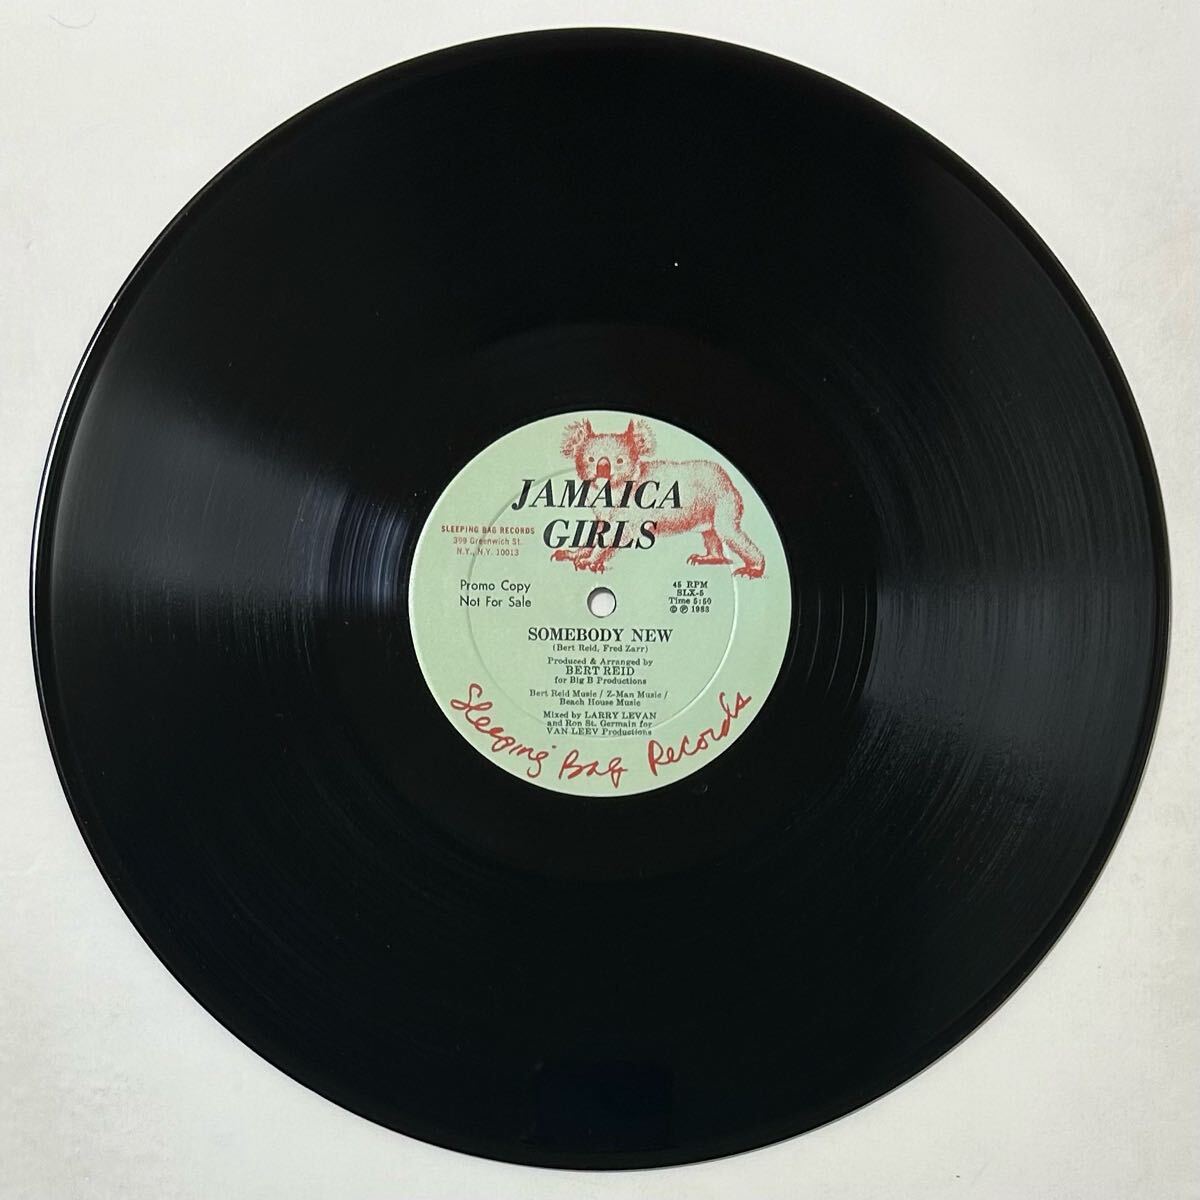 JAMAICA
GIRLS
SLEEPING BAG RECORDS
399 Greenwich St.
N.Y., N.Y. 10013
Promo Copy
Not For Sale
45 RPM
SLX-5
Time 5:50
© ℗ 1983
SOMEBODY NEW
(Bert Reid, Fred Zarr)
Produced & Arranged by
BERT REID
for Big B Productions
Bert Reid Music / Z-Man Music /
Beach House Music
Mixed by LARRY LEVAN
and Ron St. Germain for
VAN LEEV Productions
Sleeping Bag Records